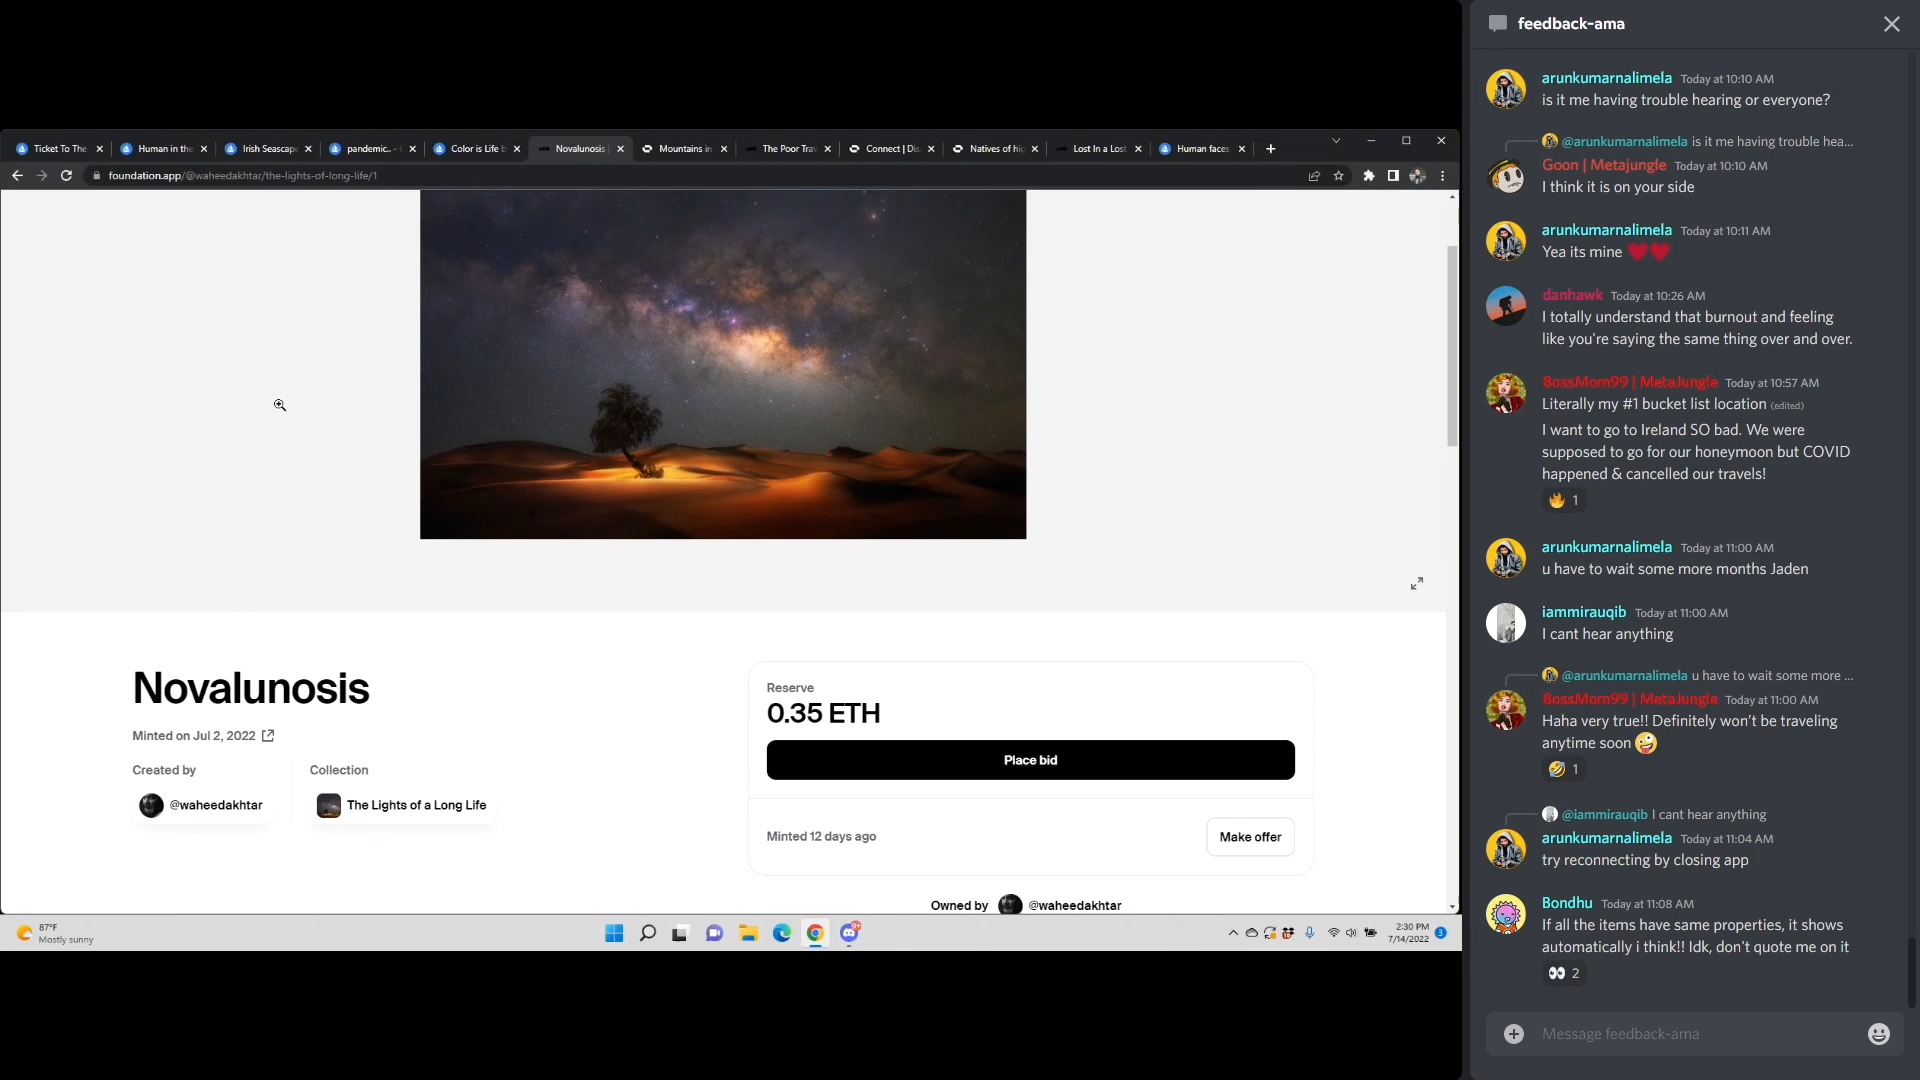 Ticket To The
Human in the
Irish Seascape
pandemic.. -
Color is Life b
Novalunosis |
Mountains in
The Poor Trav
Connect | Dis
Natives of hig
Lost In a Lost
Human faces
foundation.app/@waheedakhtar/the-lights-of-long-life/1
Novalunosis
Minted on Jul 2, 2022
Created by
Collection
@waheedakhtar
The Lights of a Long Life
Reserve
0.35 ETH
Place bid
Minted 12 days ago
Make offer
Owned by
@waheedakhtar
87°F
Mostly sunny
9+
2:30 PM
7/14/2022
3
feedback-ama
arunkumarnalimela Today at 10:10 AM
is it me having trouble hearing or everyone?
@arunkumarnalimela is it me having trouble hea...
Goon | Metajungle Today at 10:10 AM
I think it is on your side
arunkumarnalimela Today at 10:11 AM
Yea its mine ♥♥
danhawk Today at 10:26 AM
I totally understand that burnout and feeling
like you're saying the same thing over and over.
BossMom99 | MetaJungle Today at 10:57 AM
Literally my #1 bucket list location (edited)
I want to go to Ireland SO bad. We were
supposed to go for our honeymoon but COVID
happened & cancelled our travels!
🔥 1
arunkumarnalimela Today at 11:00 AM
u have to wait some more months Jaden
iammirauqib Today at 11:00 AM
I cant hear anything
@arunkumarnalimela u have to wait some more ...
BossMom99 | MetaJungle Today at 11:00 AM
Haha very true!! Definitely won't be traveling
anytime soon 🤪
🤣 1
@iammirauqib I cant hear anything
arunkumarnalimela Today at 11:04 AM
try reconnecting by closing app
Bondhu Today at 11:08 AM
If all the items have same properties, it shows
automatically i think!! Idk, don't quote me on it
👀 2
Message feedback-ama